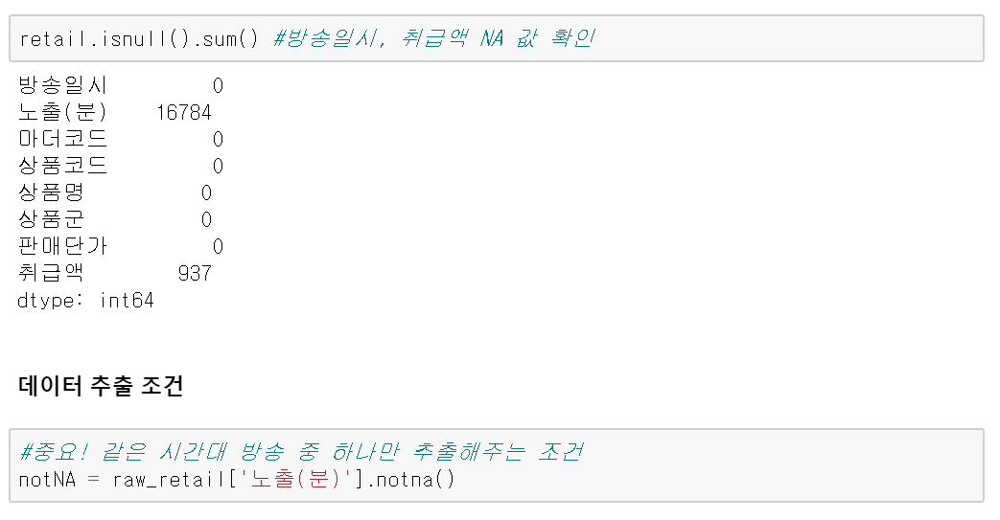 retail.isnull().sum() #방송일시, 취급액 NA 값 확인
방송일시 0
노출(분) 16784
마더코드 0
상품코드 0
상품명 0
상품군 0
판매단가 0
취급액 937
dtype: int64
데이터 추출 조건
#중요! 같은 시간대 방송 중 하나만 추출해주는 조건
notNA = raw_retail['노출(분)'].notna()